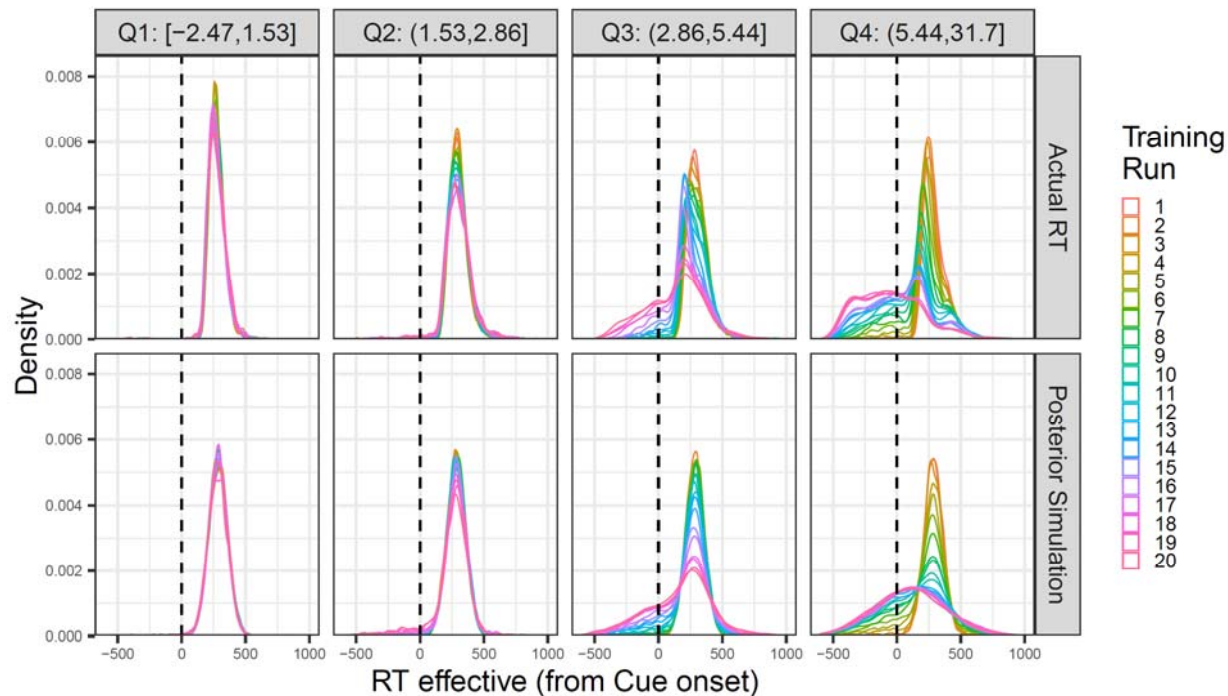 Q1: [−2.47,1.53]
Q2: (1.53,2.86]
Q3: (2.86,5.44]
Q4: (5.44,31.7]
0.008
0.006
0.004
0.002
0.000
Actual RT
0.008
0.006
0.004
0.002
0.000
Posterior Simulation
Density
−500 0 500 1000
−500 0 500 1000
−500 0 500 1000
−500 0 500 1000
RT effective (from Cue onset)
Training
Run
1
2
3
4
5
6
7
8
9
10
11
12
13
14
15
16
17
18
19
20